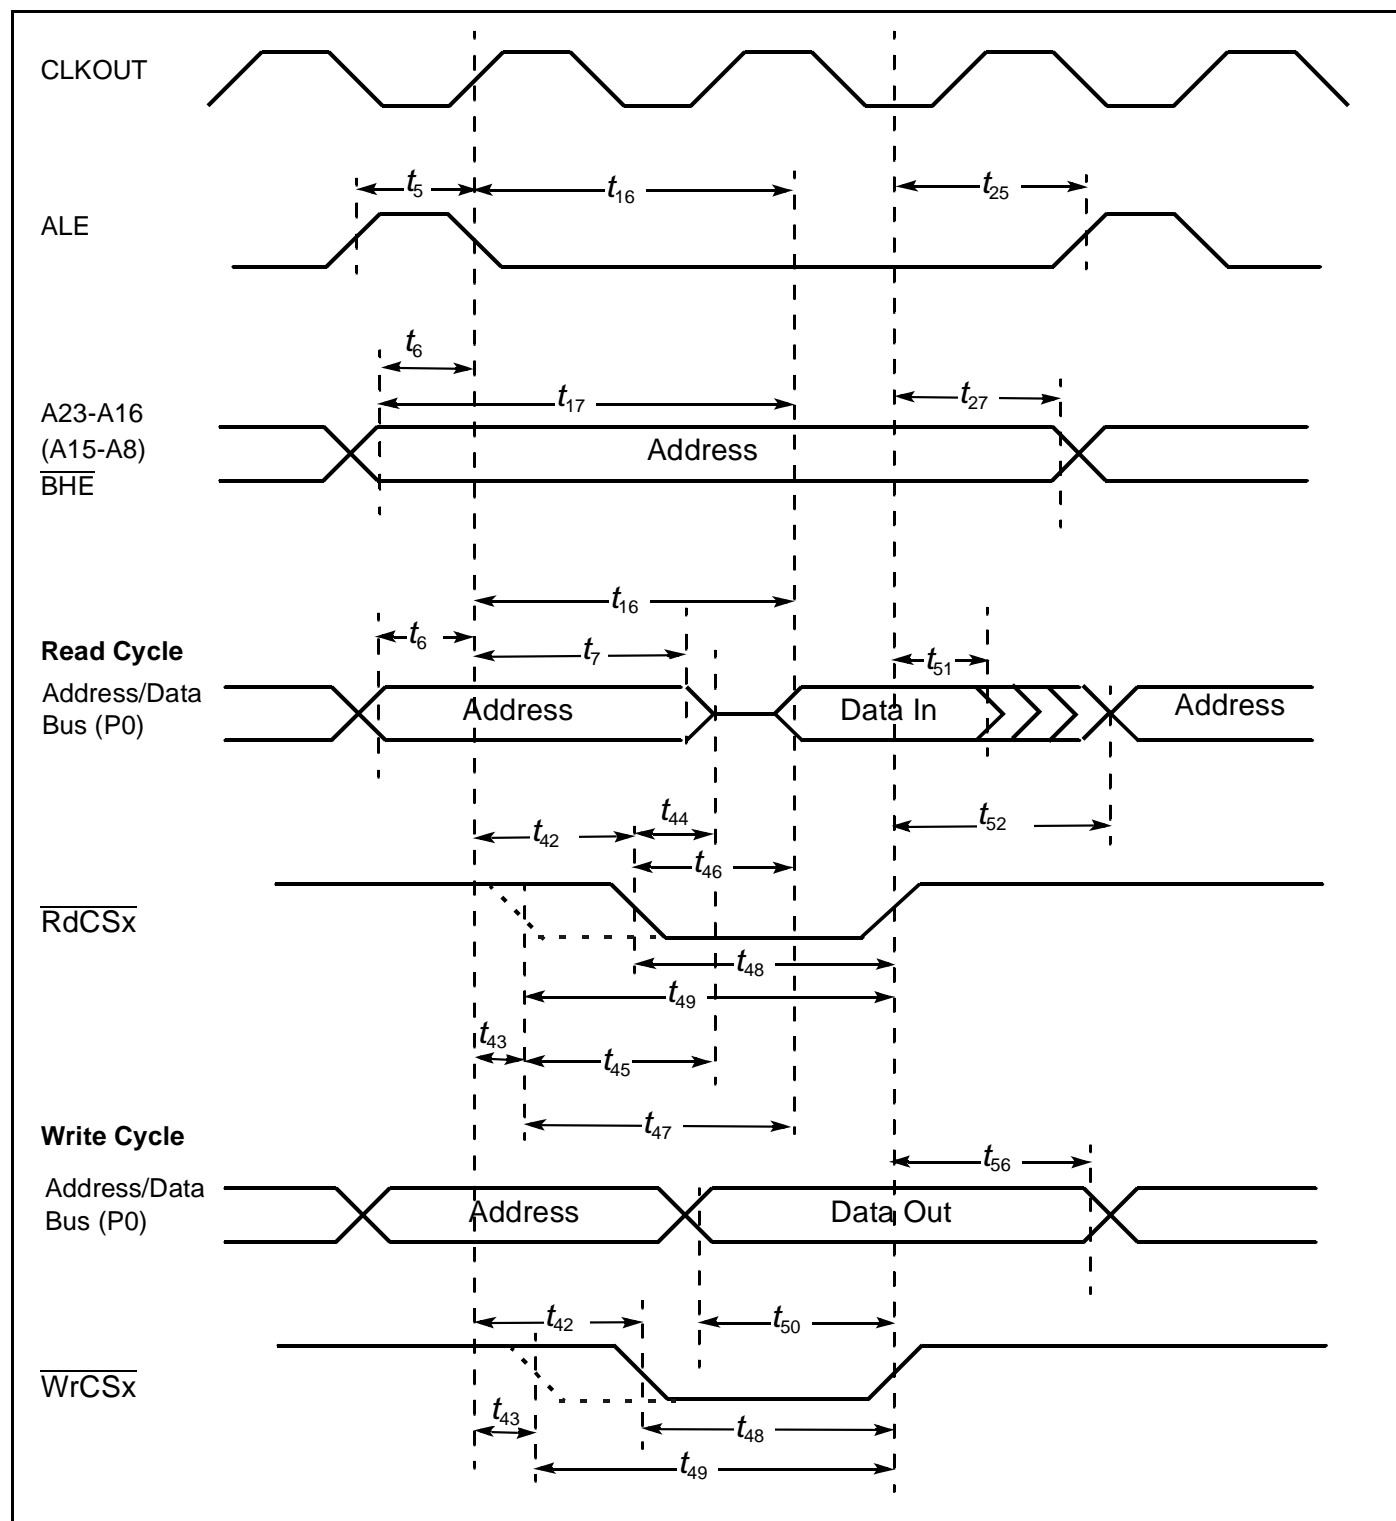 CLKOUT
t5 t16 t25
ALE
t6
t17 t27
A23-A16
(A15-A8)
BHE
Address
t16
t6 t7 t51
Read Cycle
Address/Data
Bus (P0)
Address Data In Address
t42 t44 t52
t46
RdCSx
t48
t49
t43 t45
t47
Write Cycle
t56
Address/Data
Bus (P0)
Address Data Out
t42 t50
WrCSx
t43 t48
t49